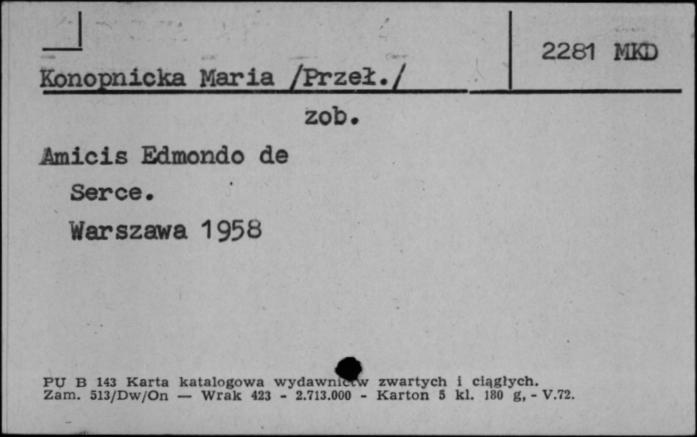 2281 MKD
Konopnicka Maria /Przeł./
zob.
Amicis Edmondo de
Serce.
Warszawa 1958
PU B 143 Karta katalogowa wydawnictw zwartych i ciągłych.
Zam. 513/Dw/On — Wrak 423 - 2.713.000 - Karton 5 kl. 180 g, - V.72.